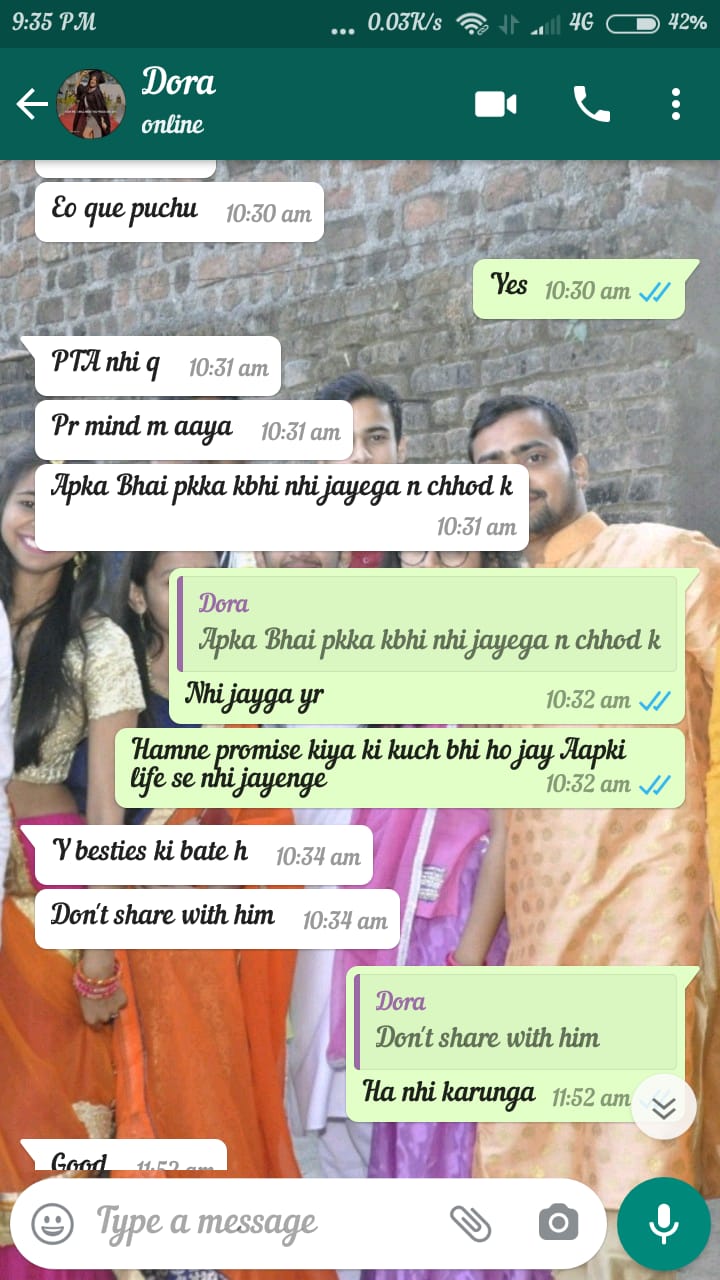 9:35 PM ... 0.03K/s 4G 42%
Dora
online
Eo que puchu 10:30 am
Yes 10:30 am
PTA nhi q 10:31 am
Pr mind m aaya 10:31 am
Apka Bhai pkka kbhi nhi jayega n chhod k
10:31 am
Dora
Apka Bhai pkka kbhi nhi jayega n chhod k
Nhi jayga yr 10:32 am
Hamne promise kiya ki kuch bhi ho jay Aapki
life se nhi jayenge 10:32 am
Y besties ki bate h 10:34 am
Don't share with him 10:34 am
Dora
Don't share with him
Ha nhi karunga 11:52 am
Good 11:52 am
Type a message